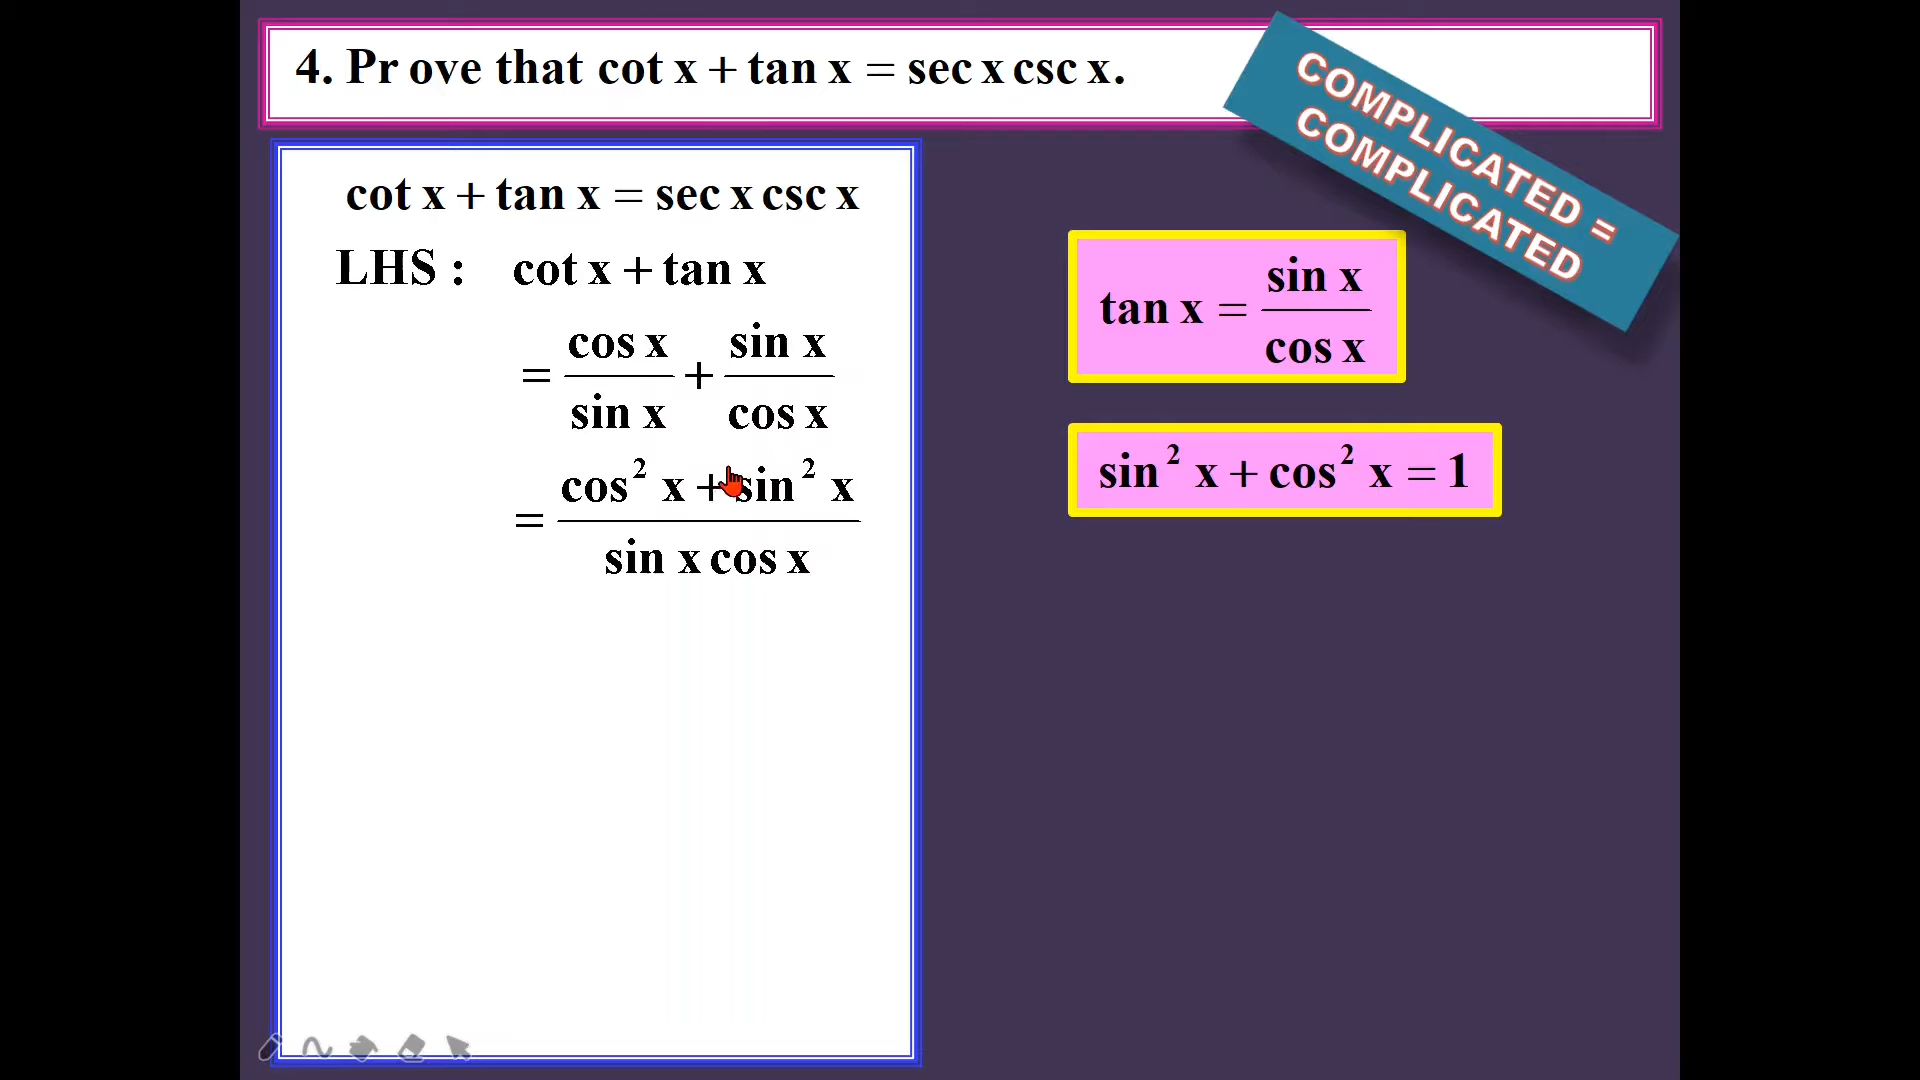 4. Pr ove that cot x + tan x = sec x csc x.
COMPLICATED =
COMPLICATED
cot x + tan x = sec x csc x
LHS : cot x + tan x
= cos x / sin x + sin x / cos x
= cos² x + sin² x / sin x cos x
tan x = sin x / cos x
sin² x + cos² x = 1